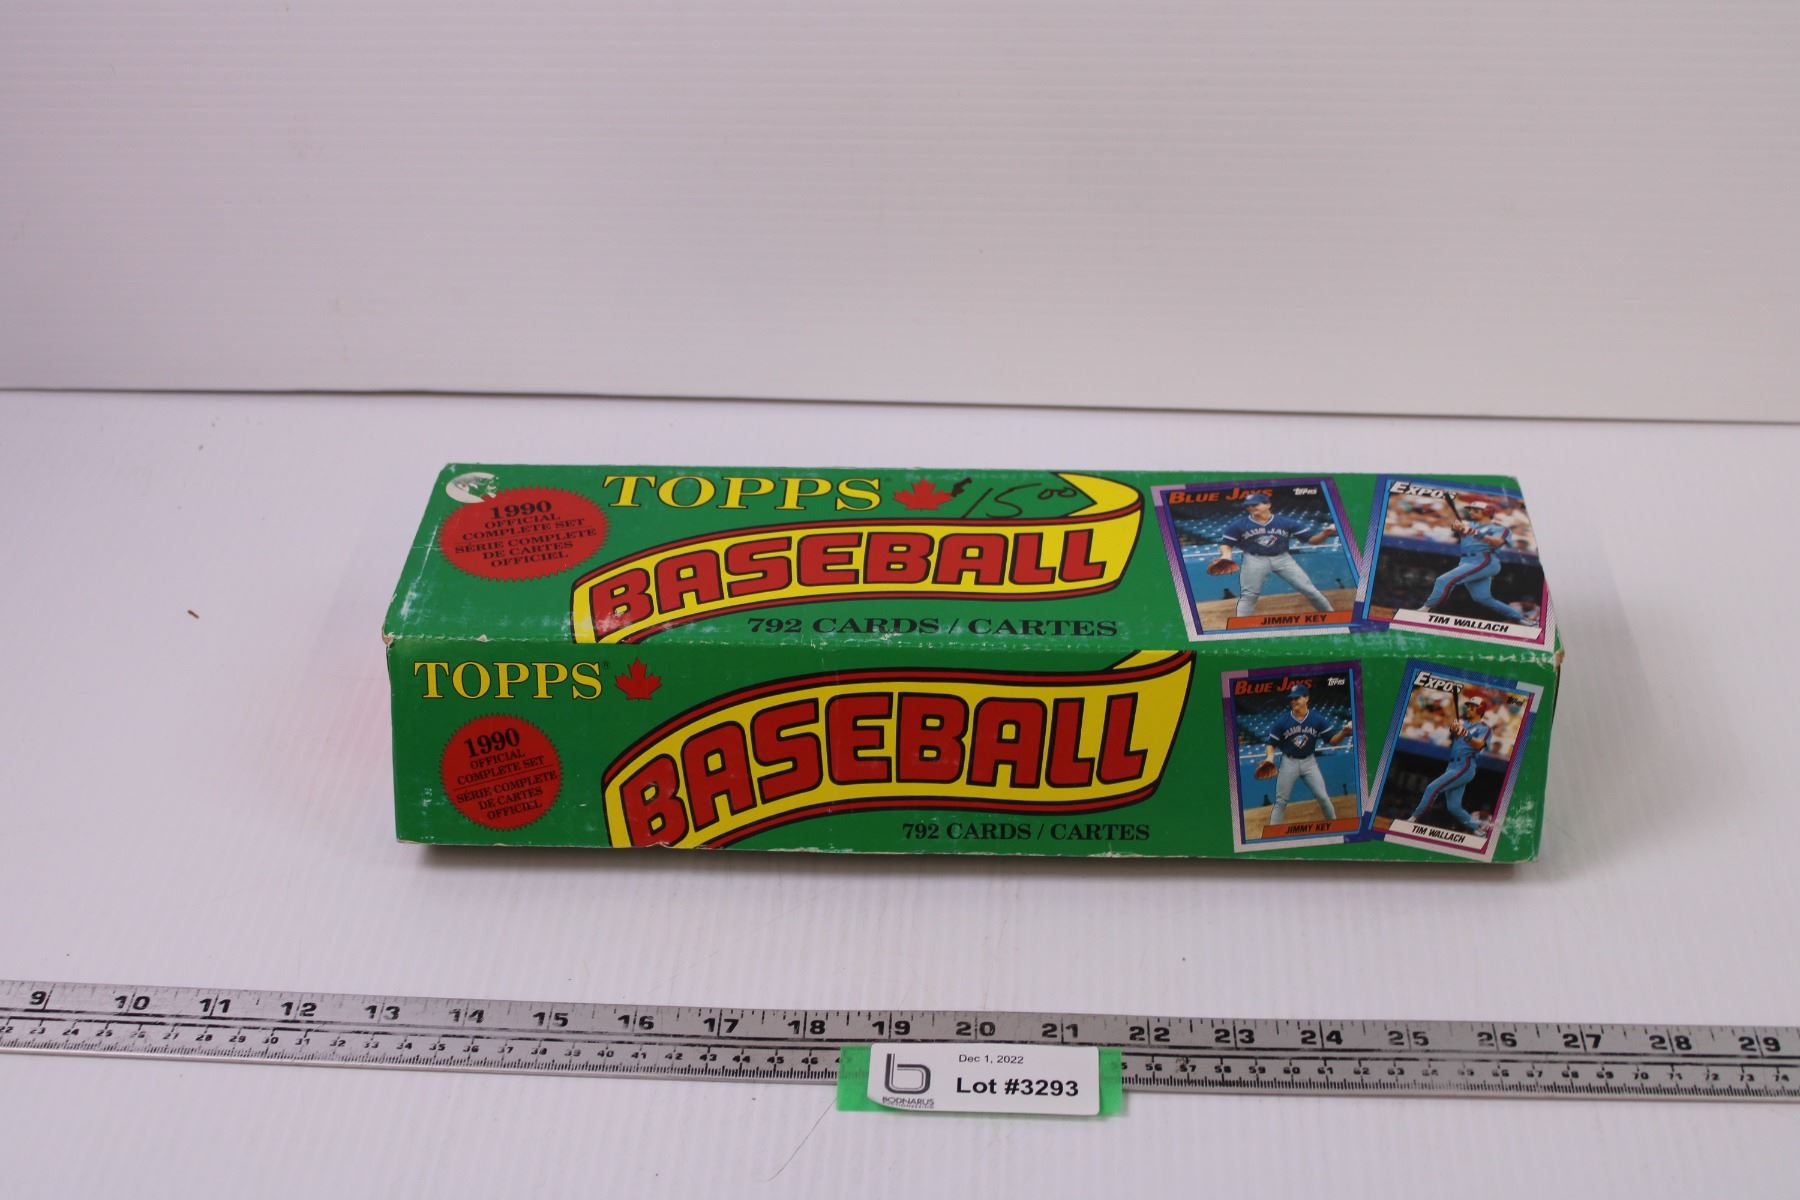 1990
OFFICIAL
COMPLETE SET
SÉRIE COMPLETE
DE CARTES
OFFICIEL
TOPPS
$15.00
BASEBALL
792 CARDS / CARTES
BLUE JAYS
Topps
JIMMY KEY
EXPOS
TIM WALLACH
TOPPS®
1990
OFFICIAL
COMPLETE SET
SÉRIE COMPLETE
DE CARTES
OFFICIEL
BASEBALL
792 CARDS / CARTES
BLUE JAYS
Topps
JIMMY KEY
EXPOS
Topps
TIM WALLACH
9 10 11 12 13 14 15 16 17 18 19 20 21 22 23 24 25 26 27 28 29
Dec 1, 2022
Lot #3293
b
BODNARUS
AUCTIONEERING